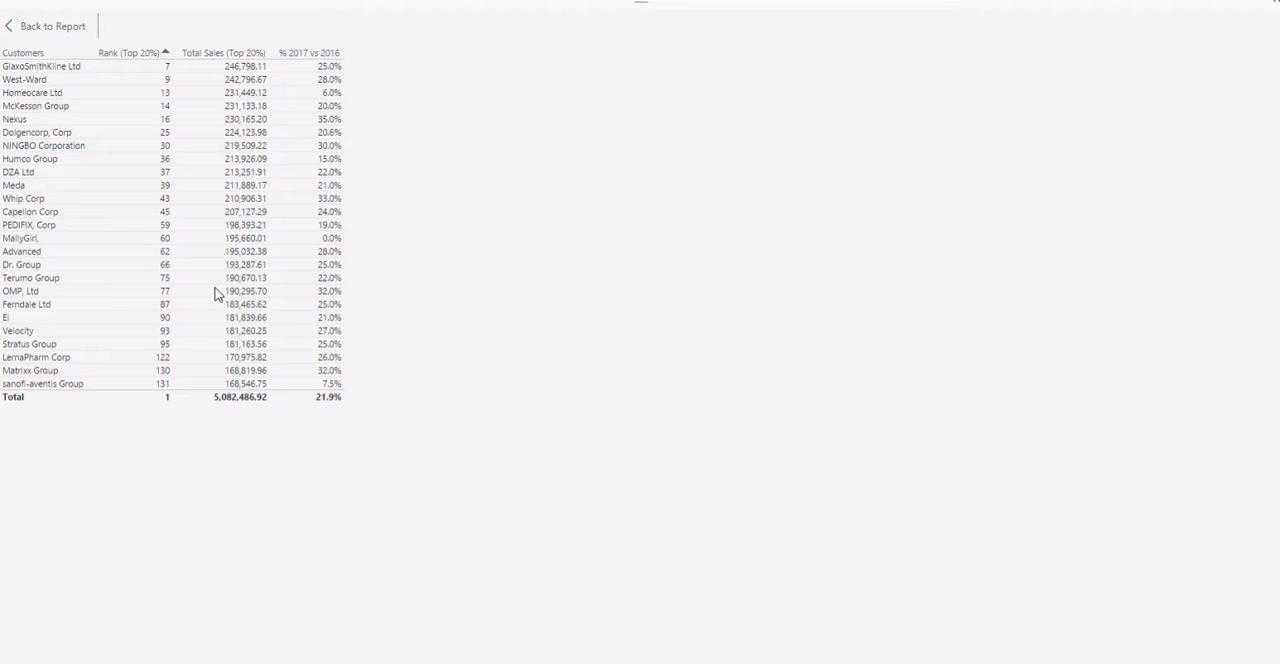 Back to Report
Customers Rank (Top 20%) Total Sales (Top 20%) % 2017 vs 2016
GlaxoSmithKline Ltd 7 246,798.11 25.0%
West-Ward 9 242,796.67 28.0%
Homeocare Ltd 13 231,449.12 6.0%
McKesson Group 14 231,133.18 20.0%
Nexus 16 230,165.20 35.0%
Dolgencorp, Corp 25 224,123.98 20.6%
NINGBO Corporation 30 219,509.22 30.0%
Humco Group 36 213,926.09 15.0%
DZA Ltd 37 213,251.91 22.0%
Meda 39 211,889.17 21.0%
Whip Corp 43 210,906.31 33.0%
Capellon Corp 45 207,127.29 24.0%
PEDIFIX, Corp 59 198,393.21 19.0%
MallyGirl, 60 195,660.01 0.0%
Advanced 62 195,032.38 28.0%
Dr. Group 66 193,287.61 25.0%
Terumo Group 75 190,670.13 22.0%
OMP, Ltd 77 190,295.70 32.0%
Ferndale Ltd 87 183,465.62 25.0%
Ei 90 181,839.66 21.0%
Velocity 93 181,260.25 27.0%
Stratus Group 95 181,163.56 25.0%
LernaPharm Corp 122 170,975.82 26.0%
Matrixx Group 130 168,819.96 32.0%
sanofi-aventis Group 131 168,546.75 7.5%
Total 1 5,082,486.92 21.9%